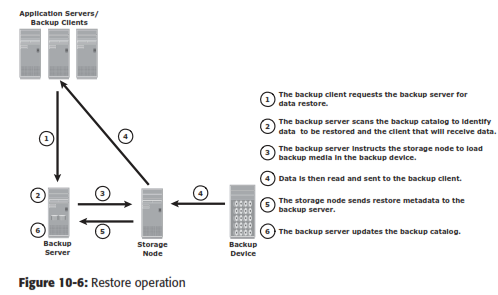 Application Servers/
Backup Clients
1
4
2
3
4
6
5
Backup
Server
Storage
Node
Backup
Device
1 The backup client requests the backup server for
data restore.
2 The backup server scans the backup catalog to identify
data to be restored and the client that will receive data.
3 The backup server instructs the storage node to load
backup media in the backup device.
4 Data is then read and sent to the backup client.
5 The storage node sends restore metadata to the
backup server.
6 The backup server updates the backup catalog.
Figure 10-6: Restore operation